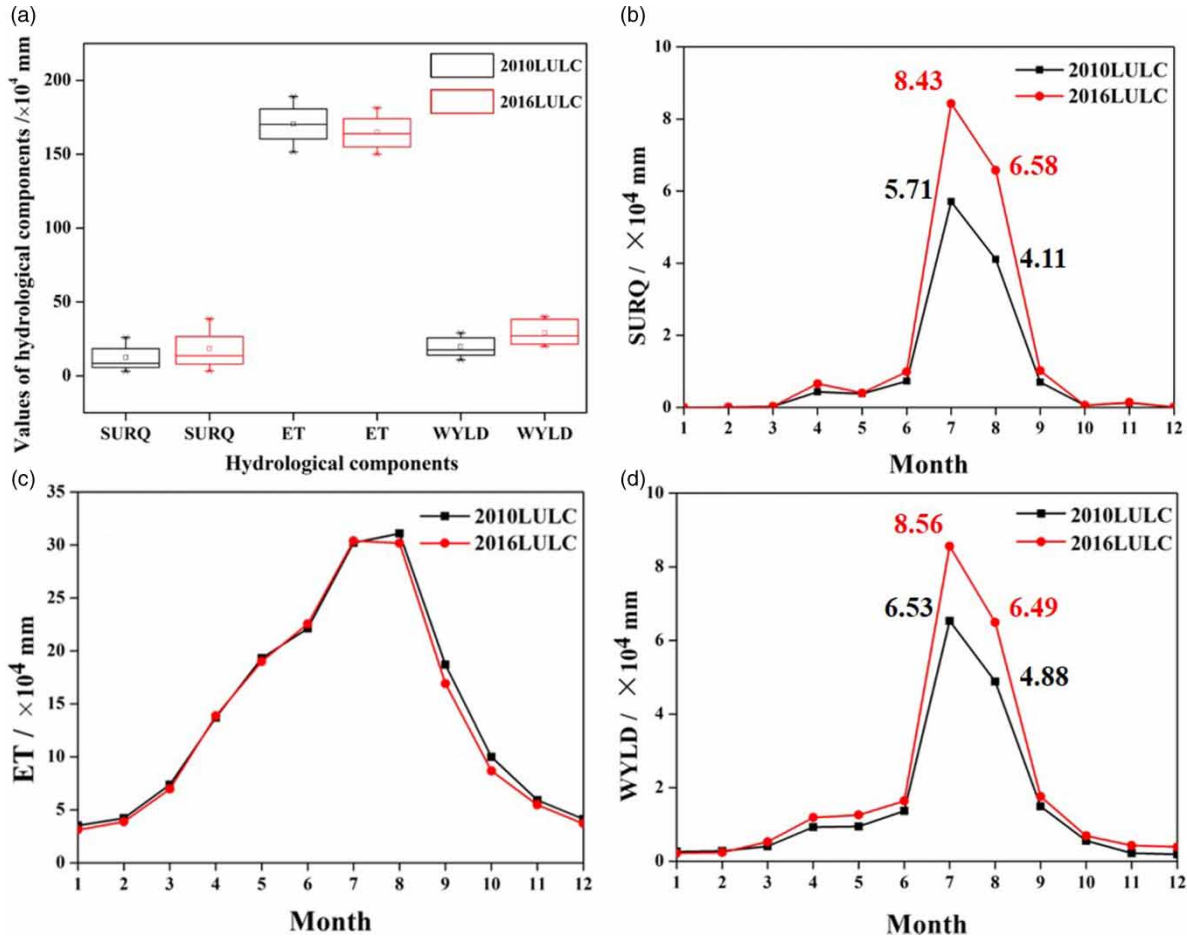 (a)
Values of hydrological components /×10⁴ mm
200
150
100
50
0
2010LULC
2016LULC
SURQ SURQ ET ET WYLD WYLD
Hydrological components
(b)
SURQ / ×10⁴ mm
10
8
6
4
2
0
2010LULC
2016LULC
8.43
6.58
5.71
4.11
1 2 3 4 5 6 7 8 9 10 11 12
Month
(c)
ET / ×10⁴ mm
35
30
25
20
15
10
5
0
2010LULC
2016LULC
1 2 3 4 5 6 7 8 9 10 11 12
Month
(d)
WYLD / ×10⁴ mm
10
8
6
4
2
0
2010LULC
2016LULC
8.56
6.53
6.49
4.88
1 2 3 4 5 6 7 8 9 10 11 12
Month